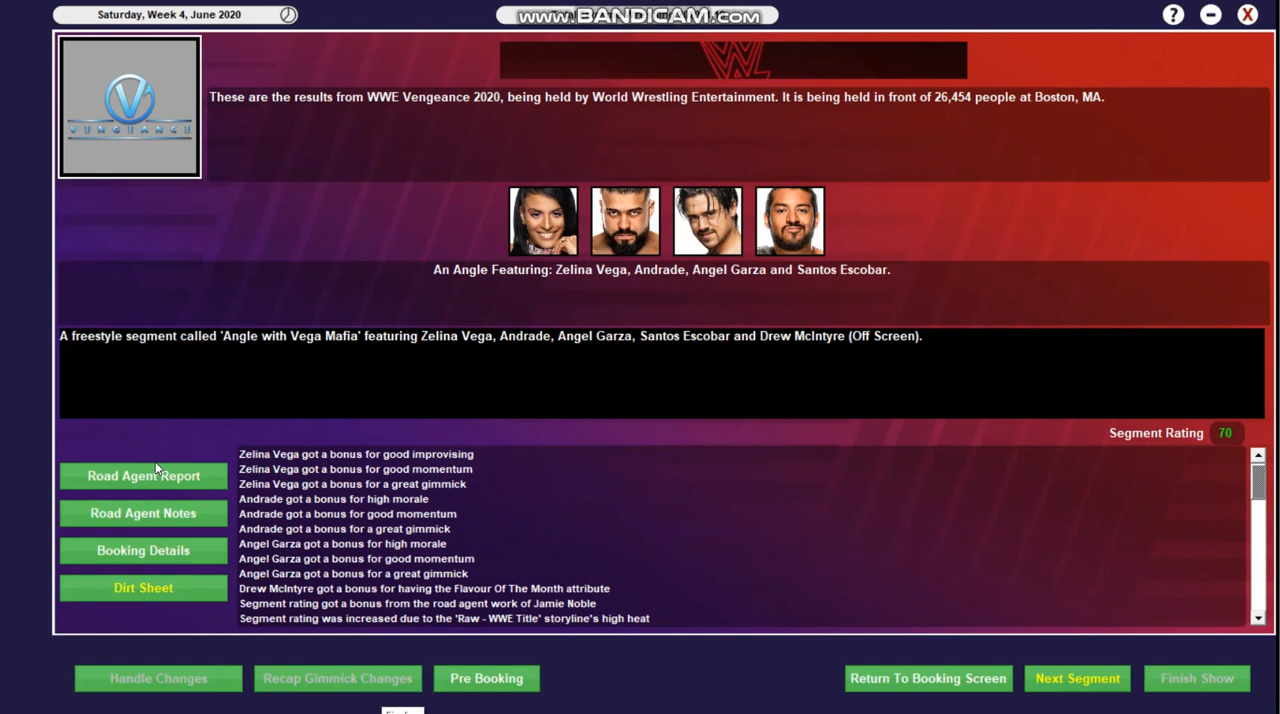 Saturday, Week 4, June 2020
www.BANDICAM.com
?
X
V
VENGEANCE
These are the results from WWE Vengeance 2020, being held by World Wrestling Entertainment. It is being held in front of 26,454 people at Boston, MA.
An Angle Featuring: Zelina Vega, Andrade, Angel Garza and Santos Escobar.
A freestyle segment called 'Angle with Vega Mafia' featuring Zelina Vega, Andrade, Angel Garza, Santos Escobar and Drew McIntyre (Off Screen).
Segment Rating 70
Road Agent Report
Road Agent Notes
Booking Details
Dirt Sheet
Zelina Vega got a bonus for good improvising
Zelina Vega got a bonus for good momentum
Zelina Vega got a bonus for a great gimmick
Andrade got a bonus for high morale
Andrade got a bonus for good momentum
Andrade got a bonus for a great gimmick
Angel Garza got a bonus for high morale
Angel Garza got a bonus for good momentum
Angel Garza got a bonus for a great gimmick
Drew McIntyre got a bonus for having the Flavour Of The Month attribute
Segment rating got a bonus from the road agent work of Jamie Noble
Segment rating was increased due to the 'Raw - WWE Title' storyline's high heat
Handle Changes
Recap Gimmick Changes
Pre Booking
Return To Booking Screen
Next Segment
Finish Show